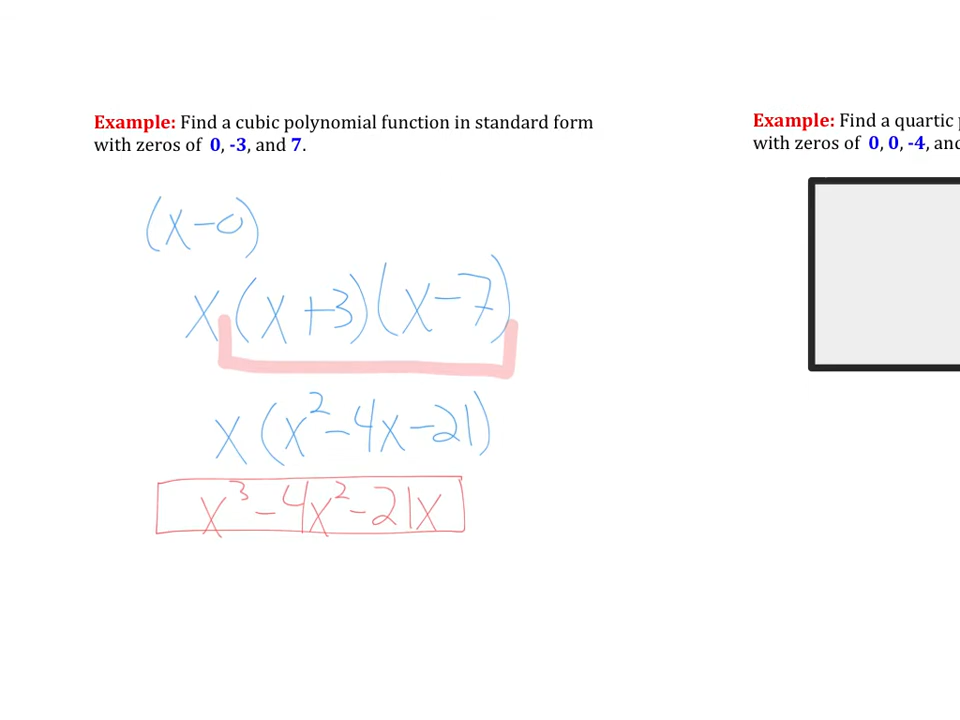 Example: Find a cubic polynomial function in standard form
with zeros of 0, -3, and 7.
(x-0)
x(x+3)(x-7)
x(x²-4x-21)
x³-4x²-21x
Example: Find a quartic
with zeros of 0, 0, -4, and